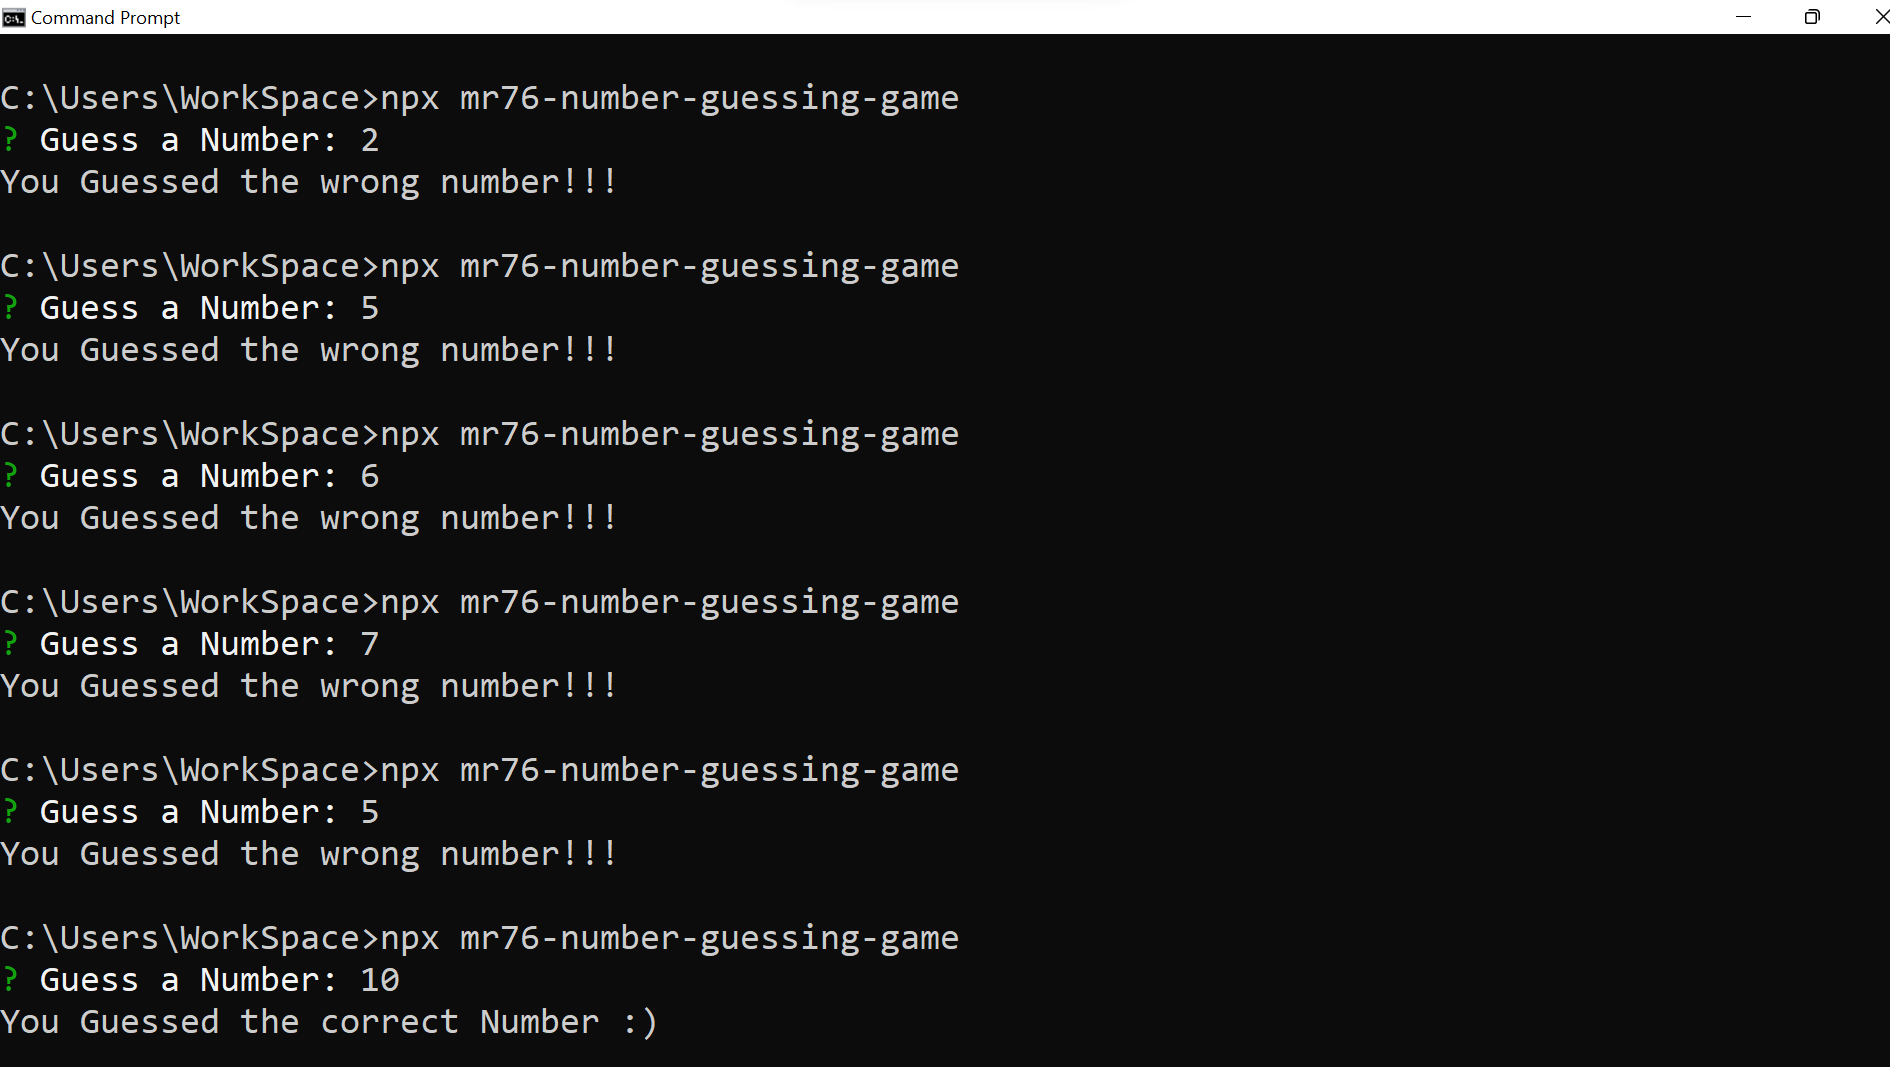 Command Prompt
C:\Users\WorkSpace>npx mr76-number-guessing-game
? Guess a Number: 2
You Guessed the wrong number!!!
C:\Users\WorkSpace>npx mr76-number-guessing-game
? Guess a Number: 5
You Guessed the wrong number!!!
C:\Users\WorkSpace>npx mr76-number-guessing-game
? Guess a Number: 6
You Guessed the wrong number!!!
C:\Users\WorkSpace>npx mr76-number-guessing-game
? Guess a Number: 7
You Guessed the wrong number!!!
C:\Users\WorkSpace>npx mr76-number-guessing-game
? Guess a Number: 5
You Guessed the wrong number!!!
C:\Users\WorkSpace>npx mr76-number-guessing-game
? Guess a Number: 10
You Guessed the correct Number :)